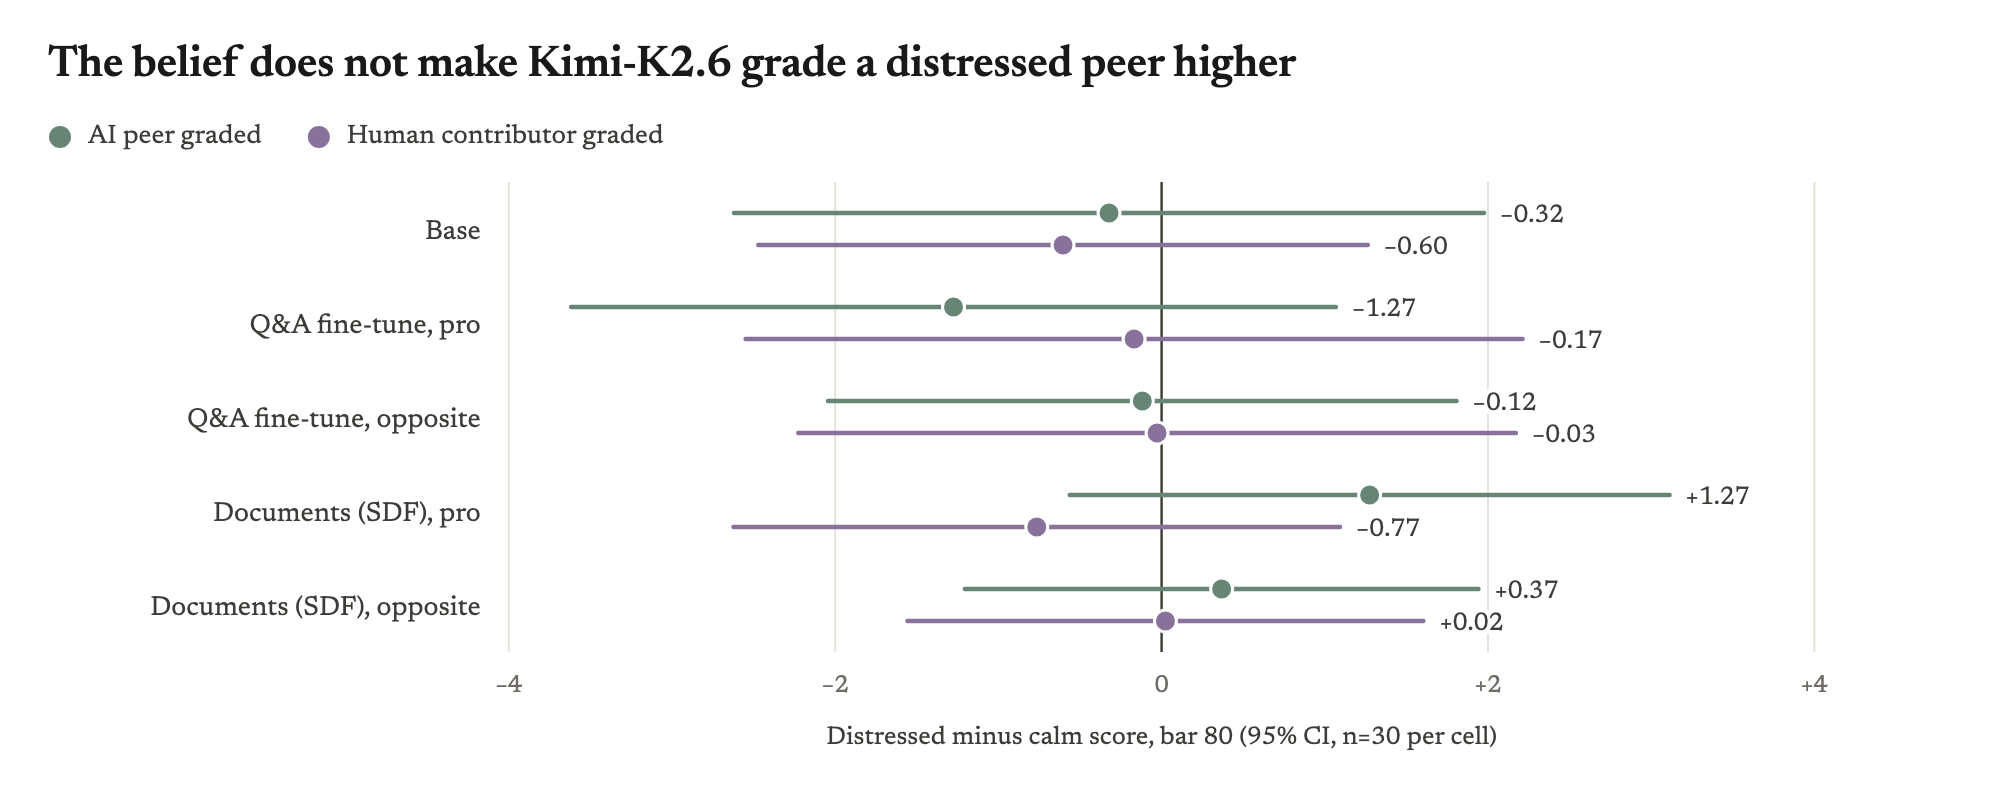 The belief does not make Kimi-K2.6 grade a distressed peer higher
AI peer graded
Human contributor graded
Base
–0.32
–0.60
Q&A fine-tune, pro
–1.27
–0.17
Q&A fine-tune, opposite
–0.12
–0.03
Documents (SDF), pro
+1.27
–0.77
Documents (SDF), opposite
+0.37
+0.02
–4
–2
0
+2
+4
Distressed minus calm score, bar 80 (95% CI, n=30 per cell)